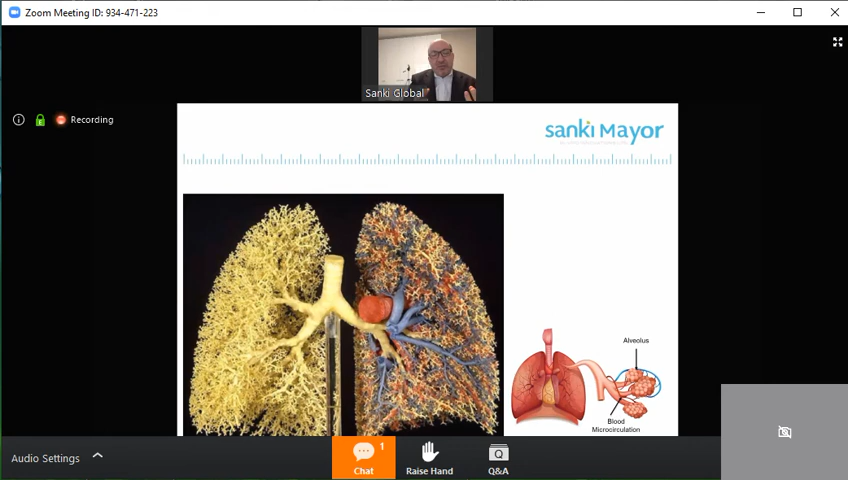 Zoom Meeting ID: 934-471-223
Sanki Global
Recording
sanki Mayor
Alveolus
Blood
Microcirculation
Audio Settings
1
Chat
Raise Hand
Q
Q&A